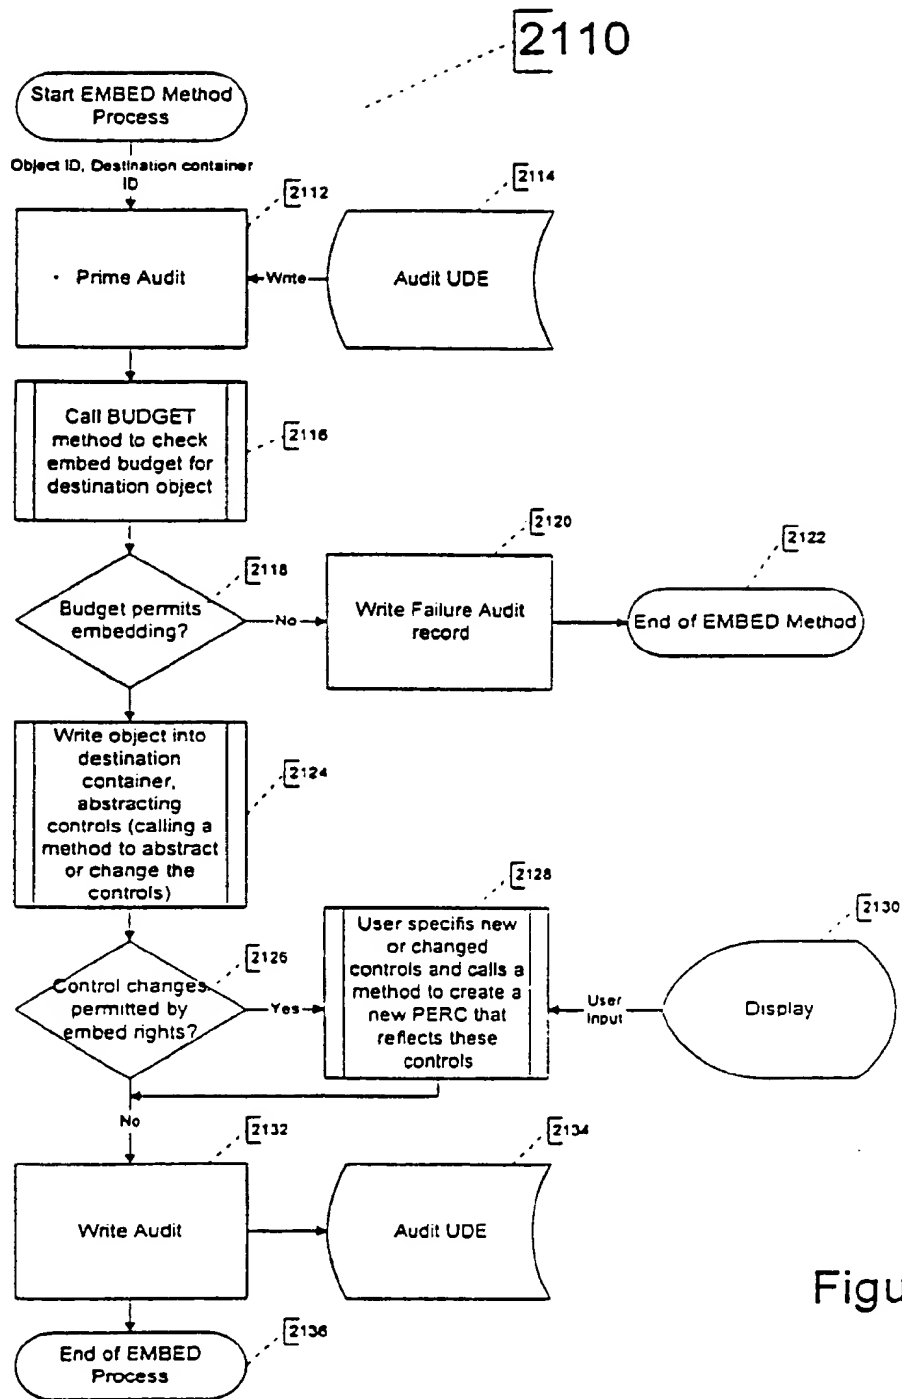 2110
Start EMBED Method
Process
Object ID, Destination container
ID
2112
2114
Prime Audit
Write
Audit UDE
Call BUDGET
method to check
embed budget for
destination object
2116
2120
2122
2118
Budget permits
embedding?
No
Write Failure Audit
record
End of EMBED Method
Write object into
destination
container,
abstracting
controls (calling a
method to abstract
or change the
controls)
2124
2128
2130
User specifis new
or changed
controls and calls a
method to create a
new PERC that
reflects these
controls
2126
Control changes
permitted by
embed rights?
Yes
User
Input
Display
No
2132
2134
Write Audit
Audit UDE
Figu
2136
End of EMBED
Process